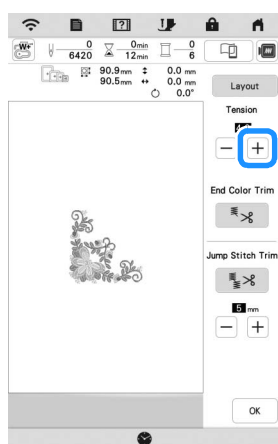 W+
0
6420
0min
12min
0
6
90.9mm ↕ 0.0 mm
90.5mm ↔ 0.0 mm
0.0°
Layout
Tension
− +
End Color Trim
Jump Stitch Trim
5 mm
− +
OK